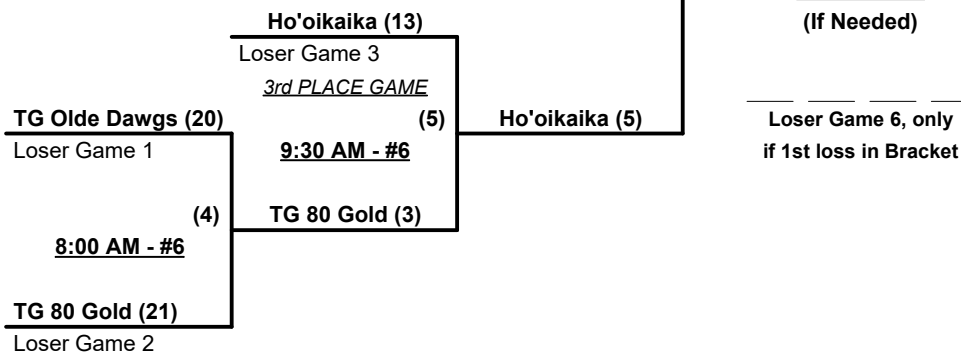 Ho'oikaika (13)
(If Needed)
Loser Game 3
3rd PLACE GAME
TG Olde Dawgs (20)
(5)
Ho'oikaika (5)
Loser Game 6, only
Loser Game 1
9:30 AM - #6
if 1st loss in Bracket
(4)
TG 80 Gold (3)
8:00 AM - #6
TG 80 Gold (21)
Loser Game 2